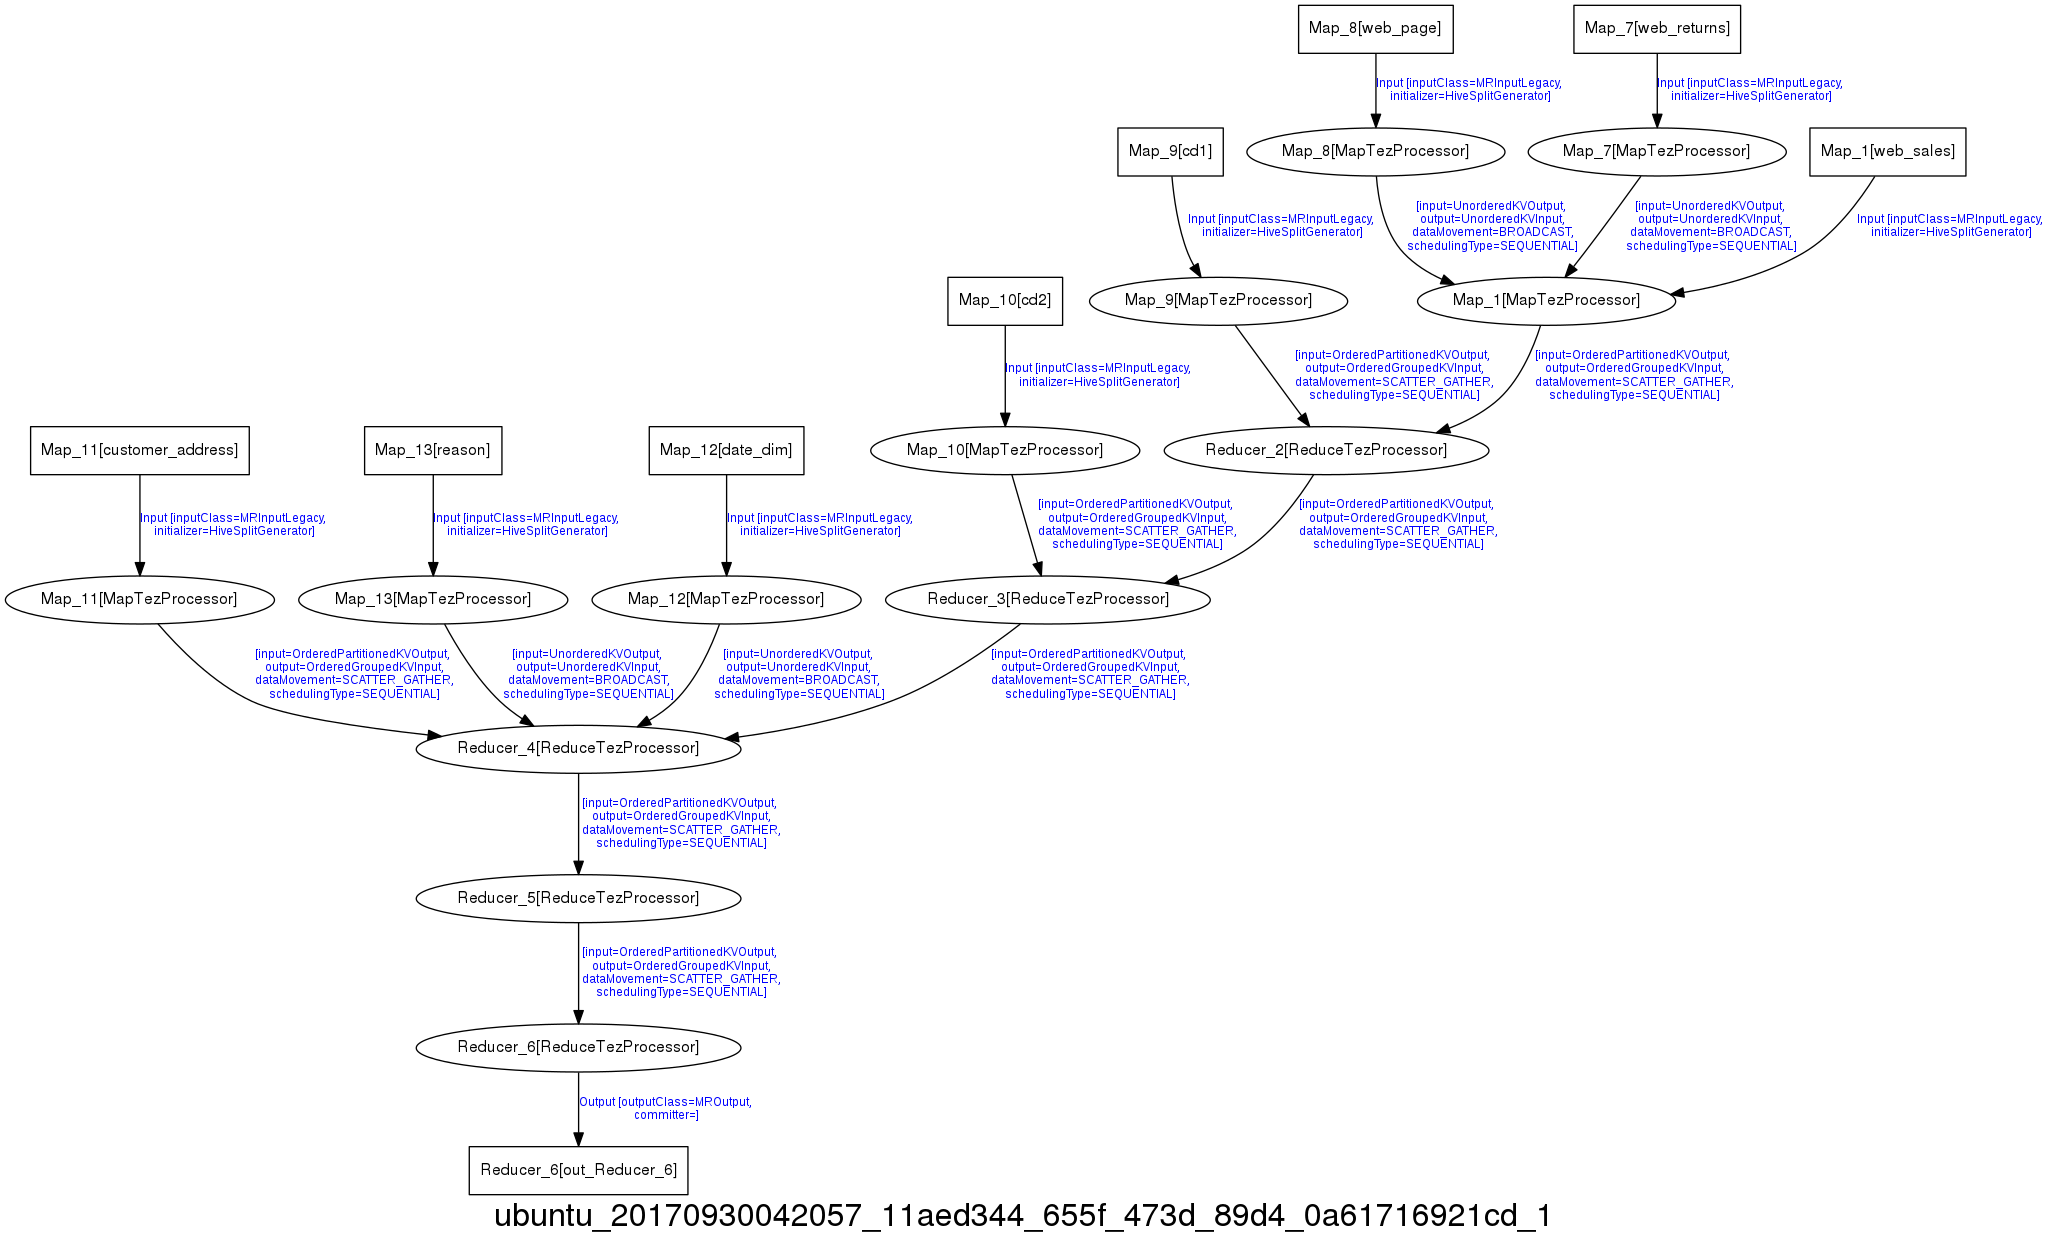 Map_8[web_page]
Map_7[web_returns]
Input [inputClass=MRInputLegacy,
initializer=HiveSplitGenerator]
Input [inputClass=MRInputLegacy,
initializer=HiveSplitGenerator]
Map_9[cd1]
Map_8[MapTezProcessor]
Map_7[MapTezProcessor]
Map_1[web_sales]
Input [inputClass=MRInputLegacy,
initializer=HiveSplitGenerator]
[input=UnorderedKVOutput,
output=UnorderedKVInput,
dataMovement=BROADCAST,
schedulingType=SEQUENTIAL]
[input=UnorderedKVOutput,
output=UnorderedKVInput,
dataMovement=BROADCAST,
schedulingType=SEQUENTIAL]
Input [inputClass=MRInputLegacy,
initializer=HiveSplitGenerator]
Map_10[cd2]
Map_9[MapTezProcessor]
Map_1[MapTezProcessor]
Input [inputClass=MRInputLegacy,
initializer=HiveSplitGenerator]
[input=OrderedPartitionedKVOutput,
output=OrderedGroupedKVInput,
dataMovement=SCATTER_GATHER,
schedulingType=SEQUENTIAL]
[input=OrderedPartitionedKVOutput,
output=OrderedGroupedKVInput,
dataMovement=SCATTER_GATHER,
schedulingType=SEQUENTIAL]
Map_11[customer_address]
Map_13[reason]
Map_12[date_dim]
Map_10[MapTezProcessor]
Reducer_2[ReduceTezProcessor]
Input [inputClass=MRInputLegacy,
initializer=HiveSplitGenerator]
Input [inputClass=MRInputLegacy,
initializer=HiveSplitGenerator]
Input [inputClass=MRInputLegacy,
initializer=HiveSplitGenerator]
[input=OrderedPartitionedKVOutput,
output=OrderedGroupedKVInput,
dataMovement=SCATTER_GATHER,
schedulingType=SEQUENTIAL]
[input=OrderedPartitionedKVOutput,
output=OrderedGroupedKVInput,
dataMovement=SCATTER_GATHER,
schedulingType=SEQUENTIAL]
Map_11[MapTezProcessor]
Map_13[MapTezProcessor]
Map_12[MapTezProcessor]
Reducer_3[ReduceTezProcessor]
[input=OrderedPartitionedKVOutput,
output=OrderedGroupedKVInput,
dataMovement=SCATTER_GATHER,
schedulingType=SEQUENTIAL]
[input=UnorderedKVOutput,
output=UnorderedKVInput,
dataMovement=BROADCAST,
schedulingType=SEQUENTIAL]
[input=UnorderedKVOutput,
output=UnorderedKVInput,
dataMovement=BROADCAST,
schedulingType=SEQUENTIAL]
[input=OrderedPartitionedKVOutput,
output=OrderedGroupedKVInput,
dataMovement=SCATTER_GATHER,
schedulingType=SEQUENTIAL]
Reducer_4[ReduceTezProcessor]
[input=OrderedPartitionedKVOutput,
output=OrderedGroupedKVInput,
dataMovement=SCATTER_GATHER,
schedulingType=SEQUENTIAL]
Reducer_5[ReduceTezProcessor]
[input=OrderedPartitionedKVOutput,
output=OrderedGroupedKVInput,
dataMovement=SCATTER_GATHER,
schedulingType=SEQUENTIAL]
Reducer_6[ReduceTezProcessor]
Output [outputClass=MROutput,
committer=]
Reducer_6[out_Reducer_6]
ubuntu_20170930042057_11aed344_655f_473d_89d4_0a61716921cd_1